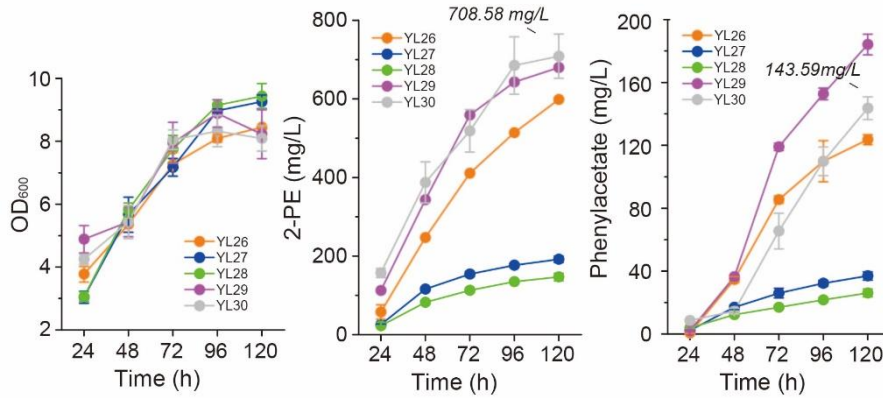 OD600
10
8
6
4
2
YL26
YL27
YL28
YL29
YL30
24 48 72 96 120
Time (h)
2-PE (mg/L)
800
600
400
200
0
708.58 mg/L
YL26
YL27
YL28
YL29
YL30
24 48 72 96 120
Time (h)
Phenylacetate (mg/L)
200
160
120
80
40
0
YL26
YL27
YL28
YL29
YL30
143.59mg/L
24 48 72 96 120
Time (h)